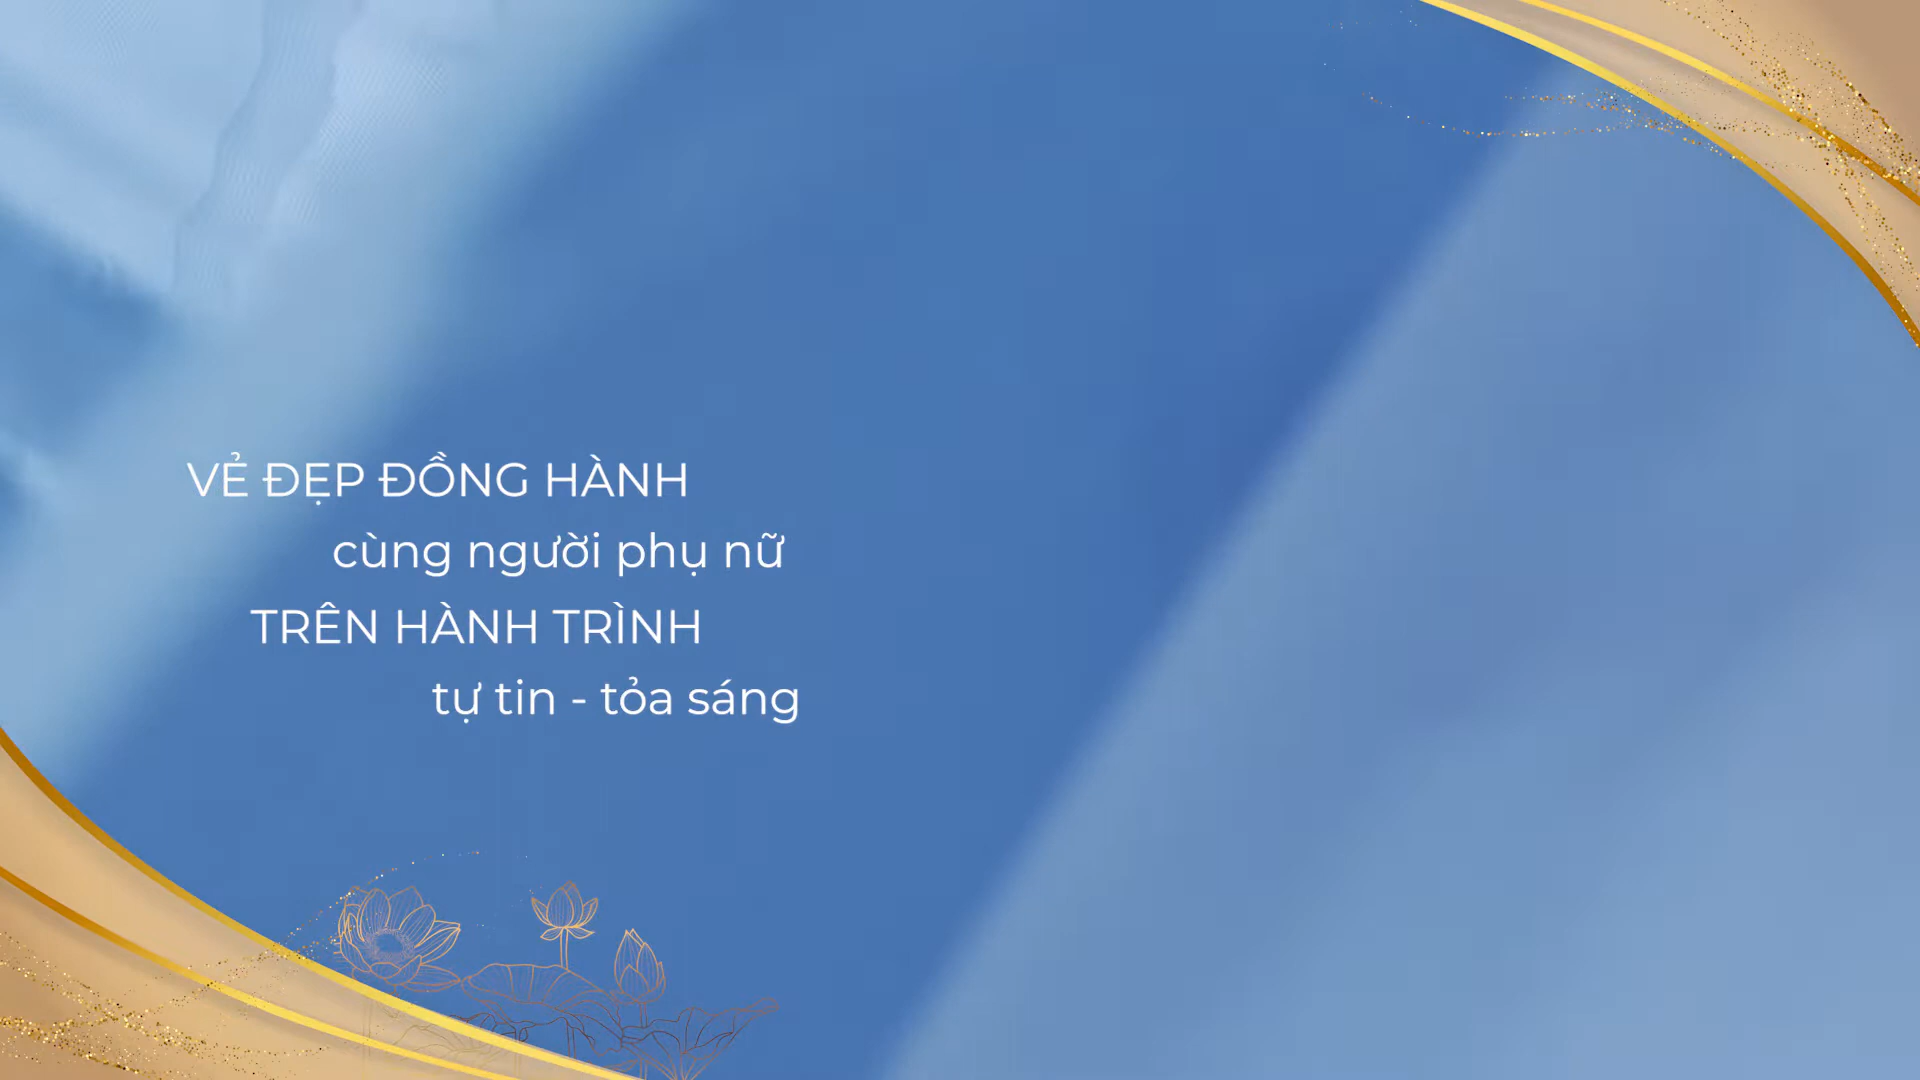 VẺ ĐẸP ĐỒNG HÀNH
cùng người phụ nữ
TRÊN HÀNH TRÌNH
tự tin - tỏa sáng